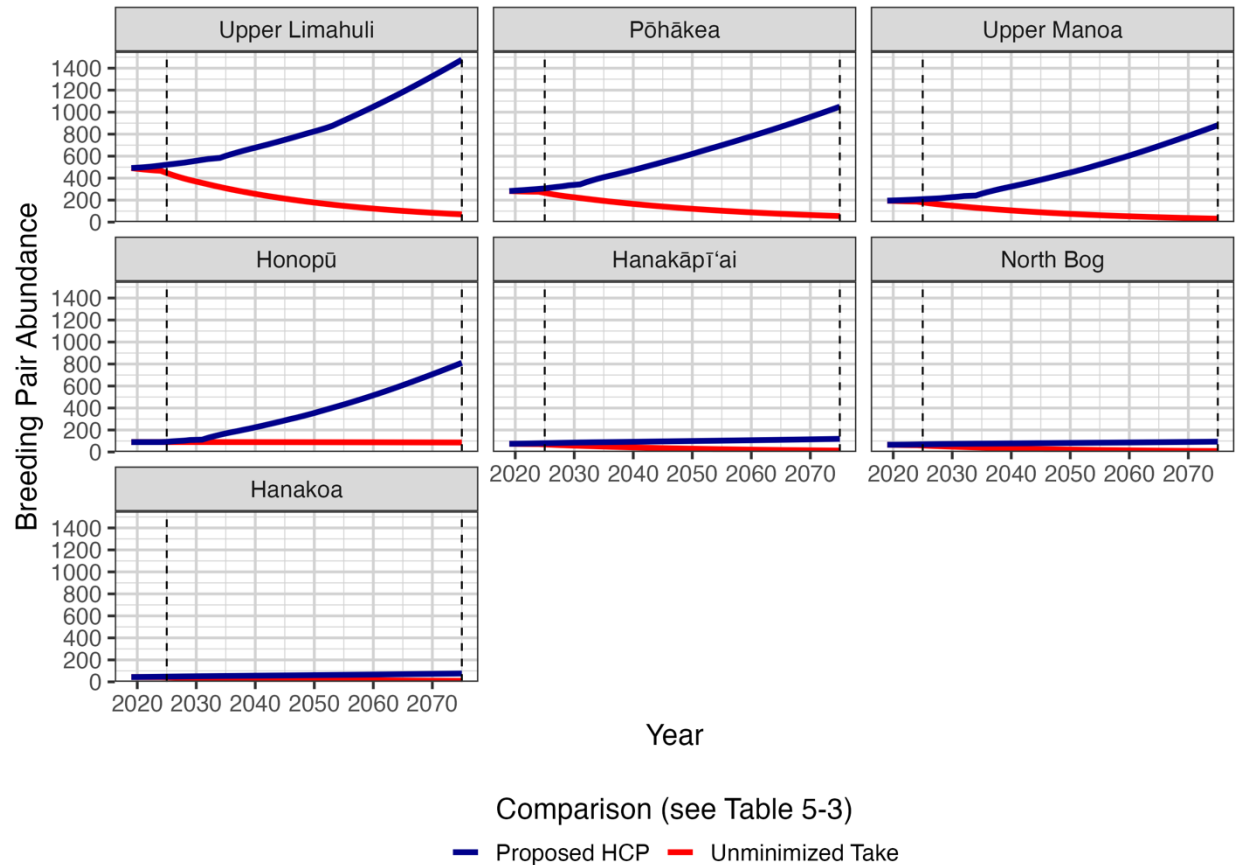 Upper Limahuli
Pōhākea
Upper Manoa
1400
1200
1000
800
600
400
200
0
Honopū
Hanakāpīʻai
North Bog
1400
1200
1000
800
600
400
200
0
2020 2030 2040 2050 2060 2070
2020 2030 2040 2050 2060 2070
Hanakoa
1400
1200
1000
800
600
400
200
0
2020 2030 2040 2050 2060 2070
Breeding Pair Abundance
Year
Comparison (see Table 5-3)
Proposed HCP
Unminimized Take